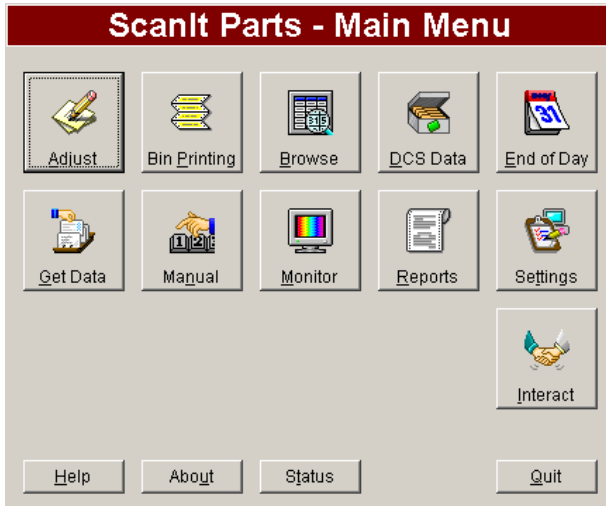 ScanIt Parts - Main Menu
Adjust Bin Printing Browse DCS Data End of Day
Get Data Manual Monitor Reports Settings
Interact
Help About Status Quit